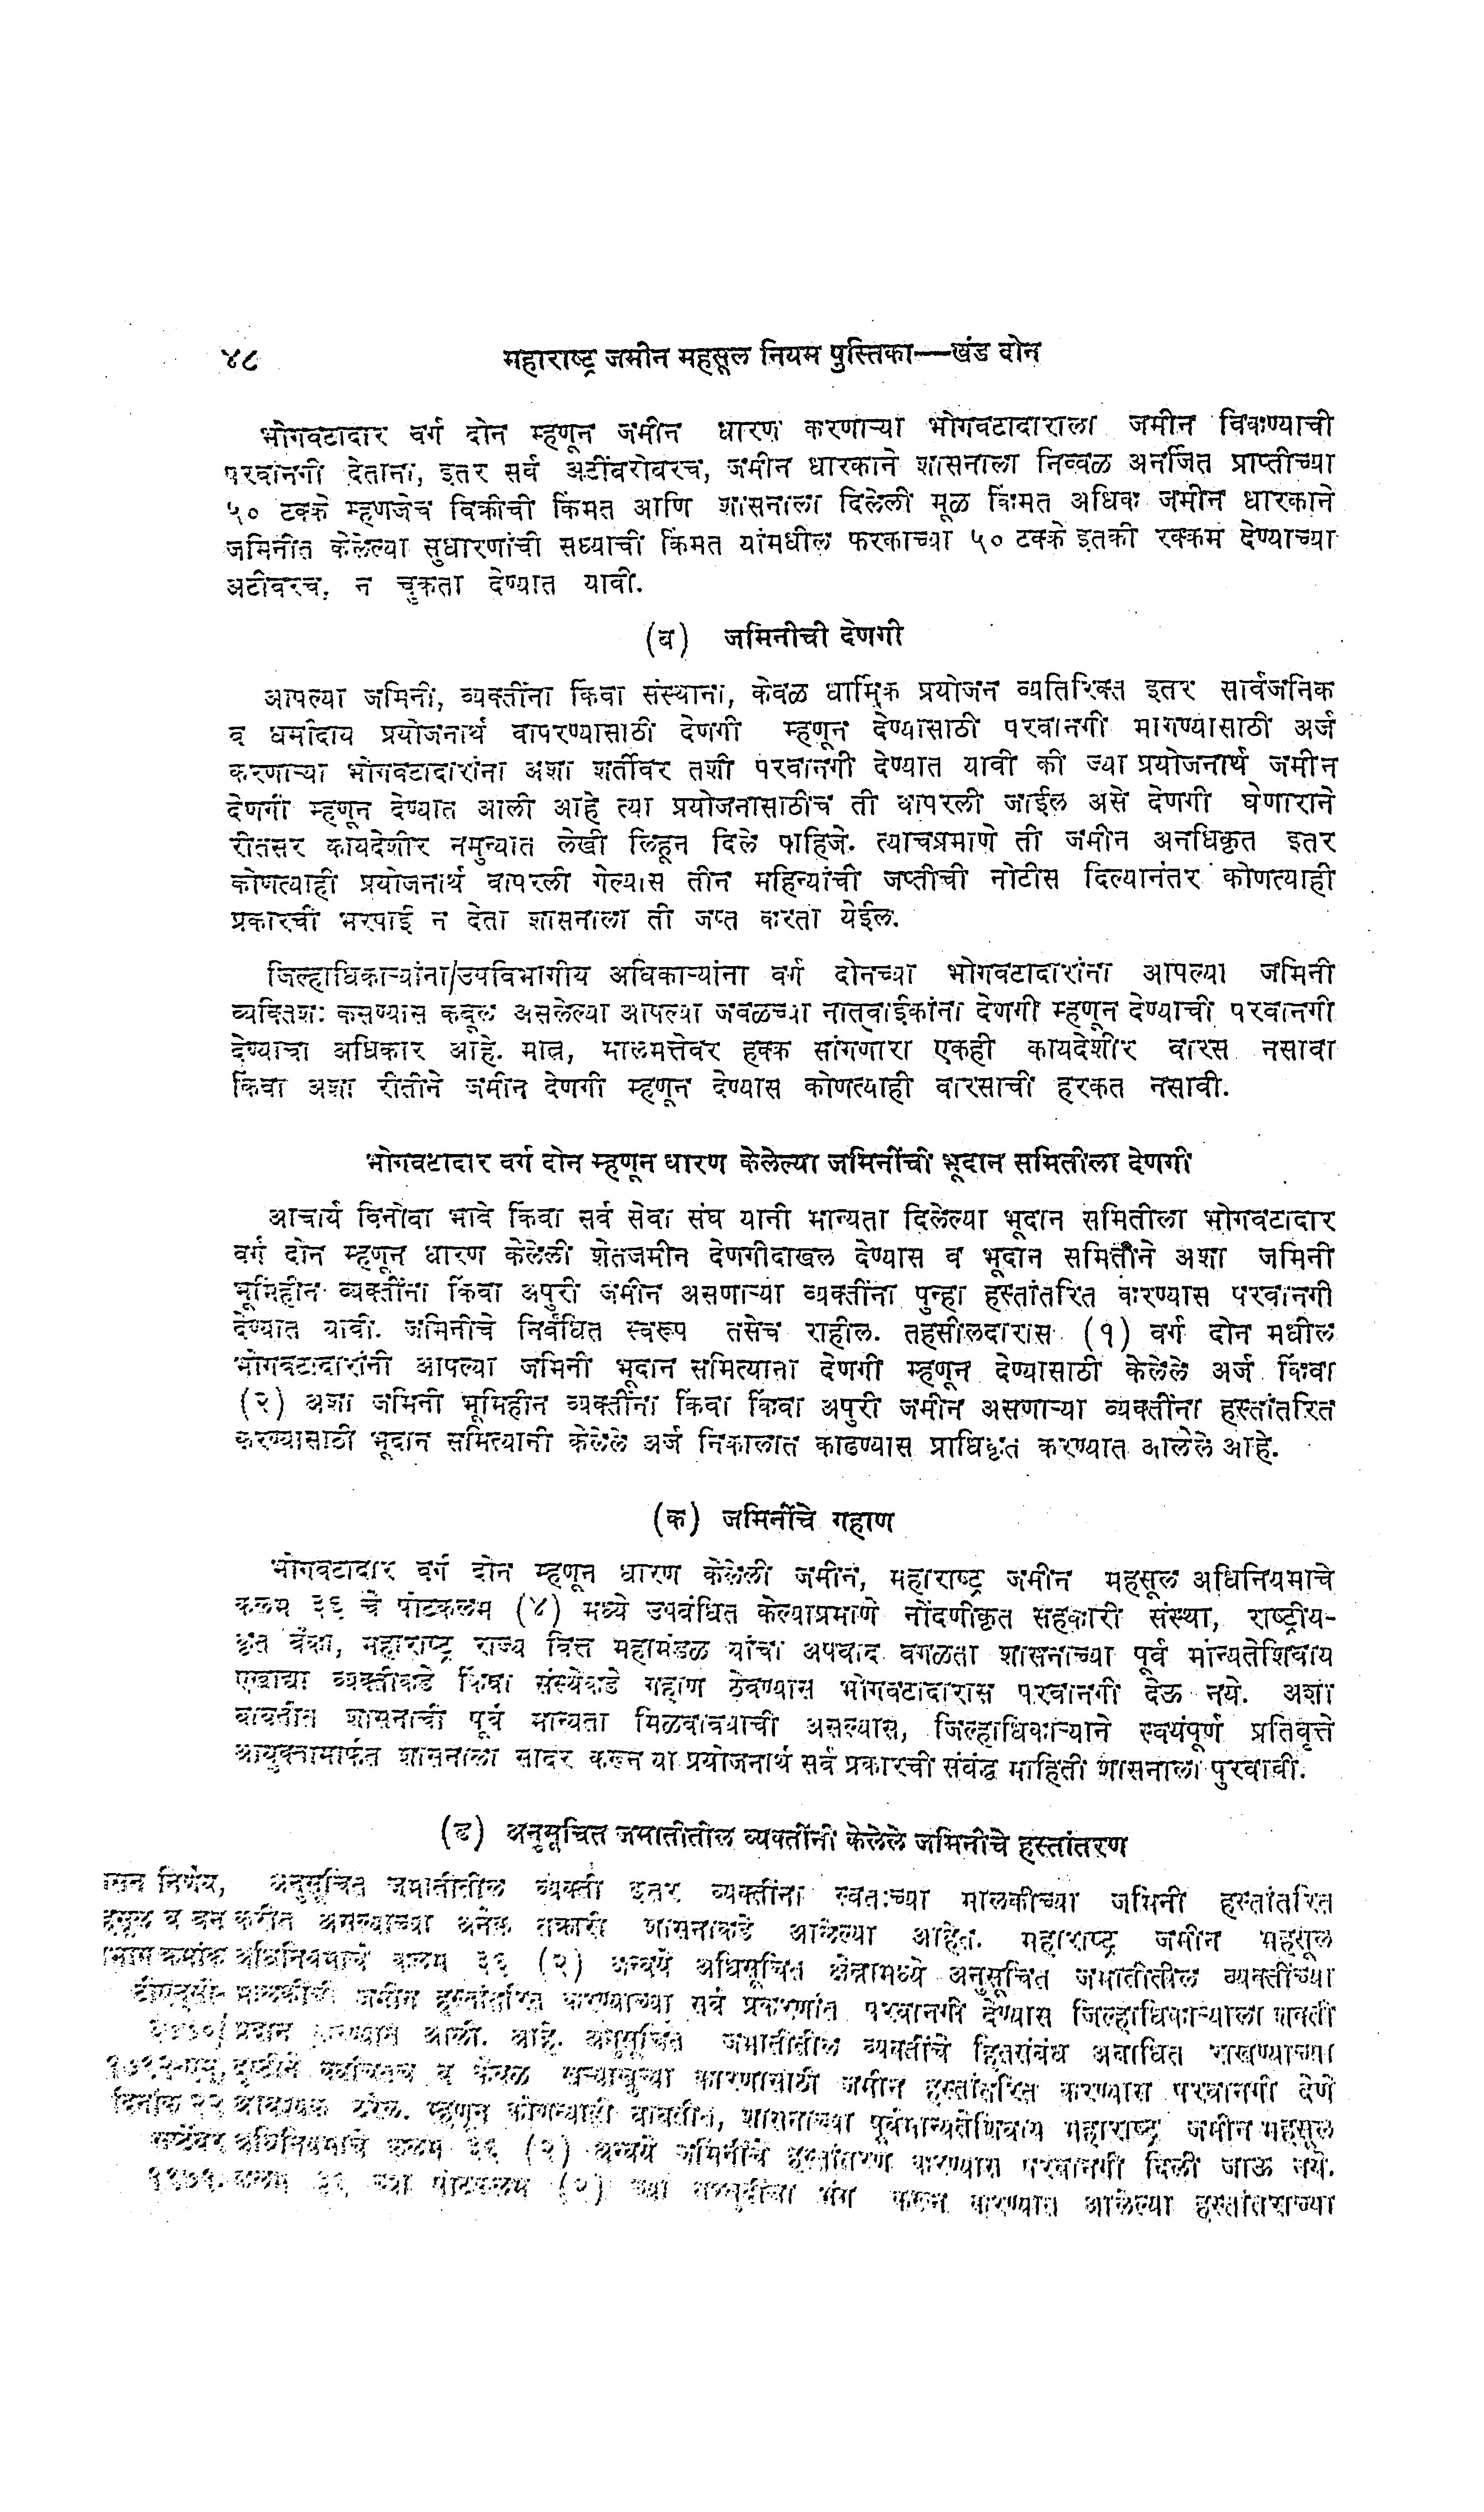 ४८ महाराष्ट्र जमीन महसूल नियम पुस्तिका—खंड दोन
भोगवटादार वर्ग दोन म्हणून जमीन धारण करणाऱ्या भोगवटादाराला जमीन विकण्याची
परवानगी देताना, इतर सर्व अटींबरोबरच, जमीन धारकाने शासनाला निव्वळ अनर्जित प्राप्तीच्या
५० टक्के म्हणजेच विक्रीची किंमत आणि शासनाला दिलेली मूळ किंमत अधिक जमीन धारकाने
जमिनीत केलेल्या सुधारणांची सध्याची किंमत यांमधील फरकाच्या ५० टक्के इतकी रक्कम देण्याच्या
अटीवरच, न चुकता देण्यात यावी.
(ब) जमिनीची देणगी
आपल्या जमिनी, व्यक्तींना किंवा संस्थाना, केवळ धार्मिक प्रयोजन व्यतिरिक्त इतर सार्वजनिक
व धर्मादाय प्रयोजनार्थ वापरण्यासाठी देणगी म्हणून देण्यासाठी परवानगी मागण्यासाठी अर्ज
करणाऱ्या भोगवटादारांना अशा शर्तीवर तशी परवानगी देण्यात यावी की ज्या प्रयोजनार्थ जमीन
देणगी म्हणून देण्यात आली आहे त्या प्रयोजनासाठीच ती वापरली जाईल असे देणगी घेणाराने
रीतसर कायदेशीर नमुन्यात लेखी लिहून दिले पाहिजे. त्याचप्रमाणे ती जमीन अनधिकृत इतर
कोणत्याही प्रयोजनार्थ वापरली गेल्यास तीन महिन्यांची जप्तीची नोटीस दिल्यानंतर कोणत्याही
प्रकारची भरपाई न देता शासनाला ती जप्त करता येईल.
जिल्हाधिकाऱ्यांना/उपविभागीय अधिकाऱ्यांना वर्ग दोनच्या भोगवटादारांना आपल्या जमिनी
व्यक्तिशः कसण्यास कबूल असलेल्या आपल्या जवळच्या नातवाईकांना देणगी म्हणून देण्याची परवानगी
देण्याचा अधिकार आहे. मात्र, मालमत्तेवर हक्क सांगणारा एकही कायदेशीर वारस नसावा
किंवा अशा रीतीने जमीन देणगी म्हणून देण्यास कोणत्याही वारसाची हरकत नसावी.
भोगवटादार वर्ग दोन म्हणून धारण केलेल्या जमिनींची भूदान समितीला देणगी
आचार्य विनोबा भावे किंवा सर्व सेवा संघ यानी मान्यता दिलेल्या भूदान समितीला भोगवटादार
वर्ग दोन म्हणून धारण केलेली शेतजमीन देणगीदाखल देण्यास व भूदान समितीने अशा जमिनी
भूमिहीन व्यक्तींना किंवा अपुरी जमीन असणाऱ्या व्यक्तींना पुन्हा हस्तांतरित करण्यास परवानगी
देण्यात यावी. जमिनीचे निर्बंधित स्वरूप तसेच राहील. तहसीलदारास (१) वर्ग दोन मधील
भोगवटादारांनी आपल्या जमिनी भूदान समित्याना देणगी म्हणून देण्यासाठी केलेले अर्ज किंवा
(२) अशा जमिनी भूमिहीन व्यक्तींना किंवा किंवा अपुरी जमीन असणाऱ्या व्यक्तींना हस्तांतरित
करण्यासाठी भूदान समित्यानी केलेले अर्ज निकालात काढण्यास प्राधिकृत करण्यात आलेले आहे.
(क) जमिनींचे गहाण
भोगवटादार वर्ग दोन म्हणून धारण केलेली जमीन, महाराष्ट्र जमीन महसूल अधिनियमाचे
कलम ३६ चे पोटकलम (४) मध्ये उपबंधित केल्याप्रमाणे नोंदणीकृत सहकारी संस्था, राष्ट्रीय-
कृत बँका, महाराष्ट्र राज्य वित्त महामंडळ यांचा अपवाद वगळता शासनाच्या पूर्व मांन्यतेशिवाय
एखाद्या व्यक्तीकडे किंवा संस्थेकडे गहाण ठेवण्यास भोगवटादारास परवानगी देऊ नये. अशा
बाबतीत शासनाची पूर्व मान्यता मिळवावयाची असल्यास, जिल्हाधिकाऱ्याने स्वयंपूर्ण प्रतिवृत्ते
आयुक्तामार्फत शासनाला सादर करून या प्रयोजनार्थ सर्व प्रकारची संबंद्ध माहिती शासनाला पुरवावी.
(ड) अनुसूचित जमातीतील व्यक्तींनी केलेले जमिनीचे हस्तांतरण
सन निर्णय, अनुसूचित जमातीतील व्यक्ती इतर व्यक्तींना स्वतःच्या मालकीच्या जमिनी हस्तांतरित
हसूल व वन करीत असल्याच्या अनेक तक्रारी शासनाकडे आलेल्या आहेत. महाराष्ट्र जमीन महसूल
भाग क्रमांक अधिनियमाचे कलम ३६ (२) अन्वये अधिसूचित क्षेत्रामध्ये अनुसूचित जमातीतील व्यक्तींच्या
मालकीची जमीन हस्तांतरित करण्याच्या सर्व प्रकरणांत परवानगी देण्यास जिल्हाधिकाऱ्याला शक्ती
प्रदान करण्यात आली. आहे. अनुसूचित जमातीतील व्यक्तींचे हितसंबंध अबाधित राखण्याच्या
दृष्टीने क्वचितच व केवळ खऱ्याखुऱ्या कारणासाठी जमीन हस्तांतरित करण्यास परवानगी देणे
दिनांक २२ आवश्यक ठरेल. म्हणून कोणत्याही बाबतीत, शासनाच्या पूर्वमान्यतेशिवाय महाराष्ट्र जमीन महसूल
सप्टेंबर अधिनियमाचे कलम ३६ (२) अन्वये जमिनीचे हस्तांतरण करण्यास परवानगी दिली जाऊ नये.
कलम ३६ च्या पोटकलम (२) च्या तरतुदींचा भंग करून करण्यात आलेल्या हस्तांतराच्या